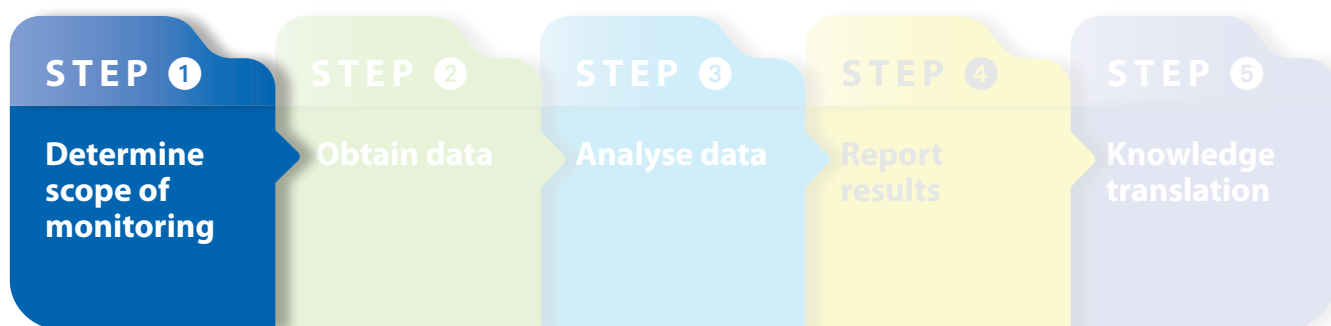 STEP 1
Determine
scope of
monitoring
STEP 2
Obtain data
STEP 3
Analyse data
STEP 4
Report
results
STEP 5
Knowledge
translation